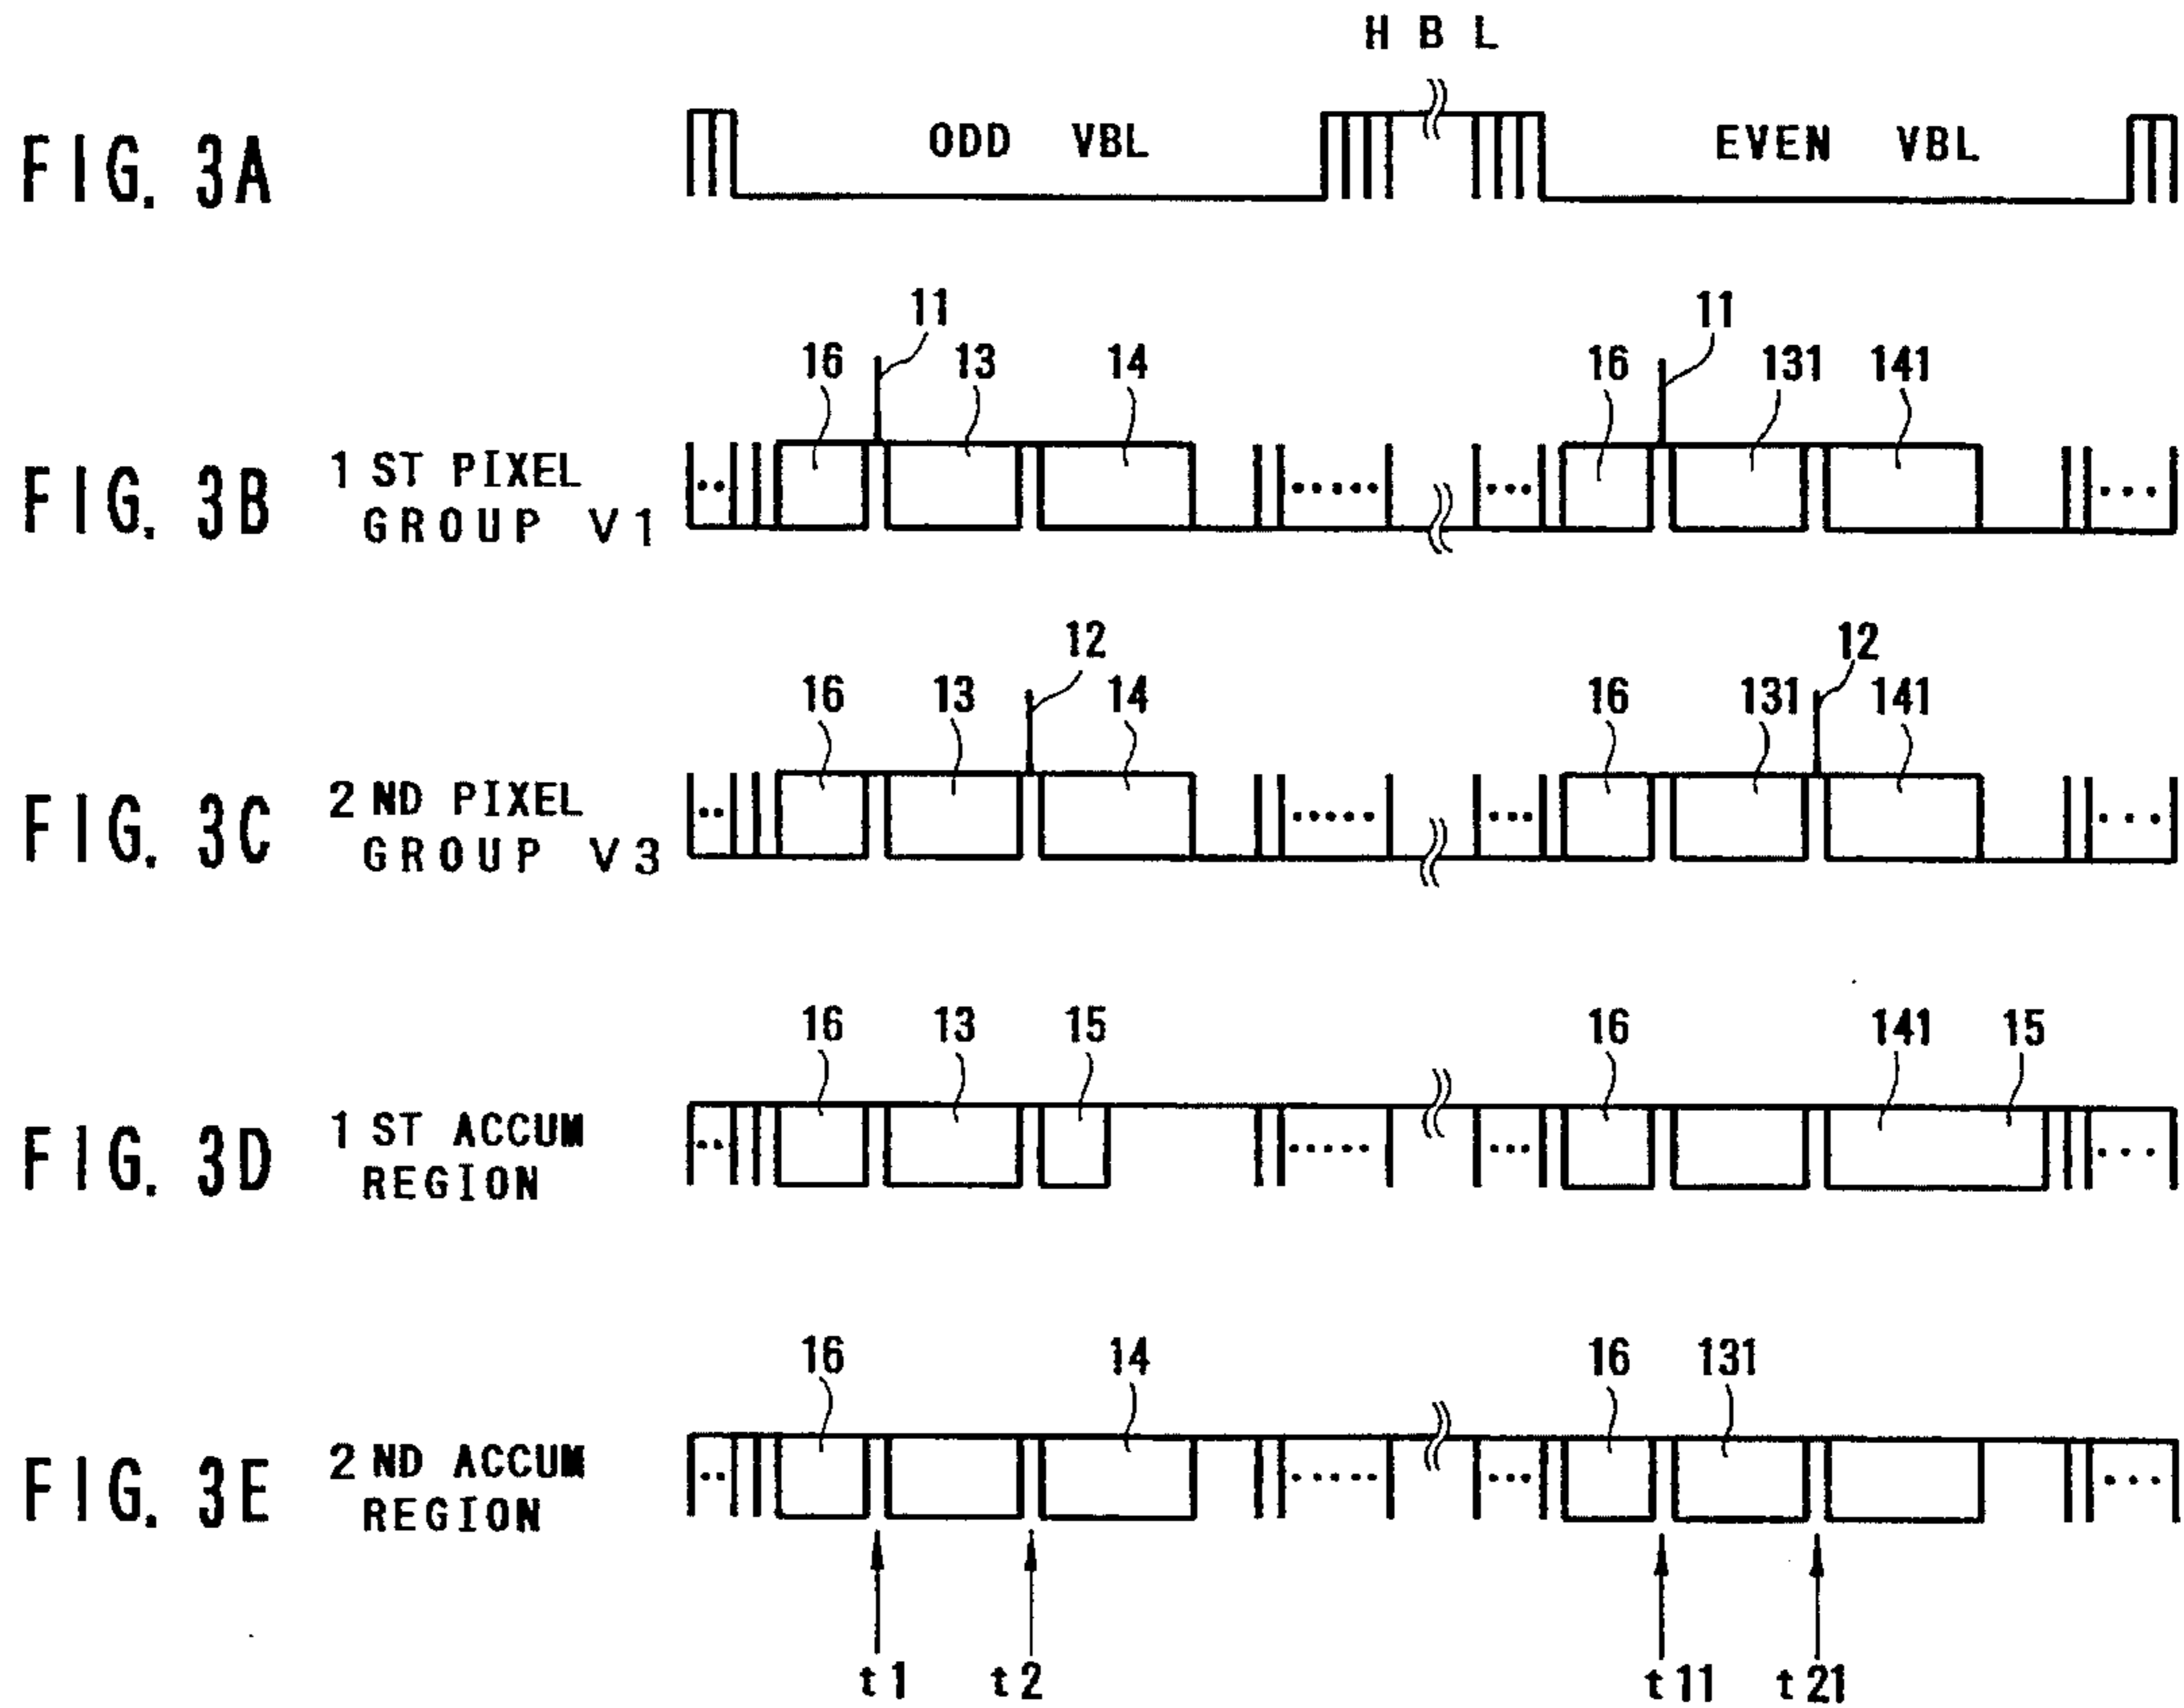 H B L
FIG. 3A
ODD VBL
EVEN VBL
11
11
16
13
14
16
131
141
FIG. 3B
1 ST PIXEL
GROUP V1
12
12
16
13
14
16
131
141
FIG. 3C
2 ND PIXEL
GROUP V3
16
13
15
16
141
15
FIG. 3D
1 ST ACCUM
REGION
16
14
16
131
FIG. 3E
2 ND ACCUM
REGION
t1
t2
t11
t21